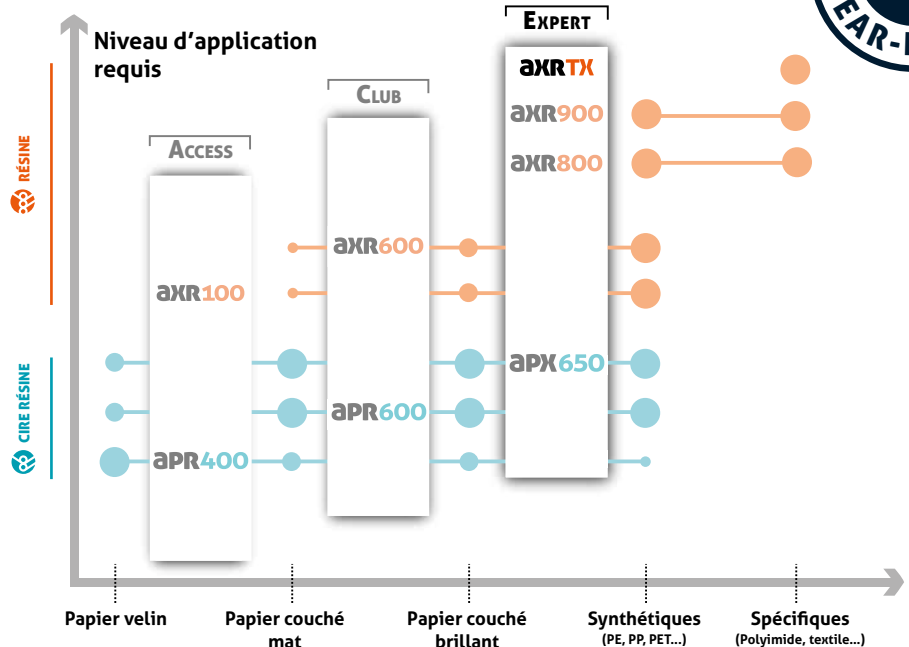 Niveau d'application
requis
EXPERT
CLUB
ACCESS
EAR-
RÉSINE
CIRE RÉSINE
aXRTX
aXR900
aXR800
aXR600
aXR100
aPX650
aPR600
aPR400
Papier velin
Papier couché
mat
Papier couché
brillant
Synthétiques
(PE, PP, PET...)
Spécifiques
(Polyimide, textile...)